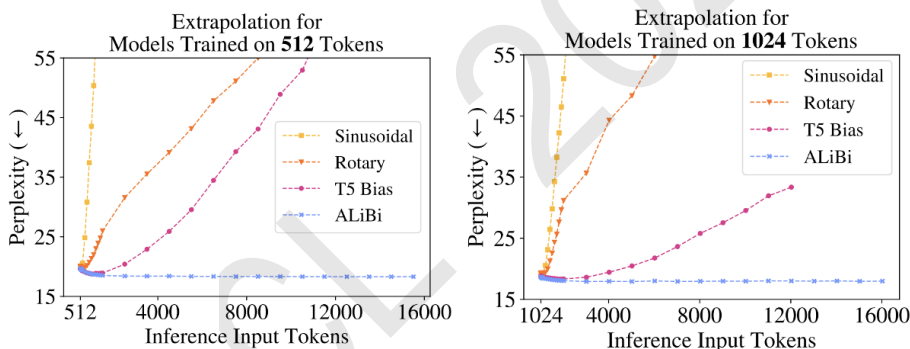 Extrapolation for
Models Trained on 512 Tokens
55
45
35
25
15
Perplexity (←)
Sinusoidal
Rotary
T5 Bias
ALiBi
512 4000 8000 12000 16000
Inference Input Tokens
Extrapolation for
Models Trained on 1024 Tokens
55
45
35
25
15
Perplexity (←)
Sinusoidal
Rotary
T5 Bias
ALiBi
1024 4000 8000 12000 16000
Inference Input Tokens